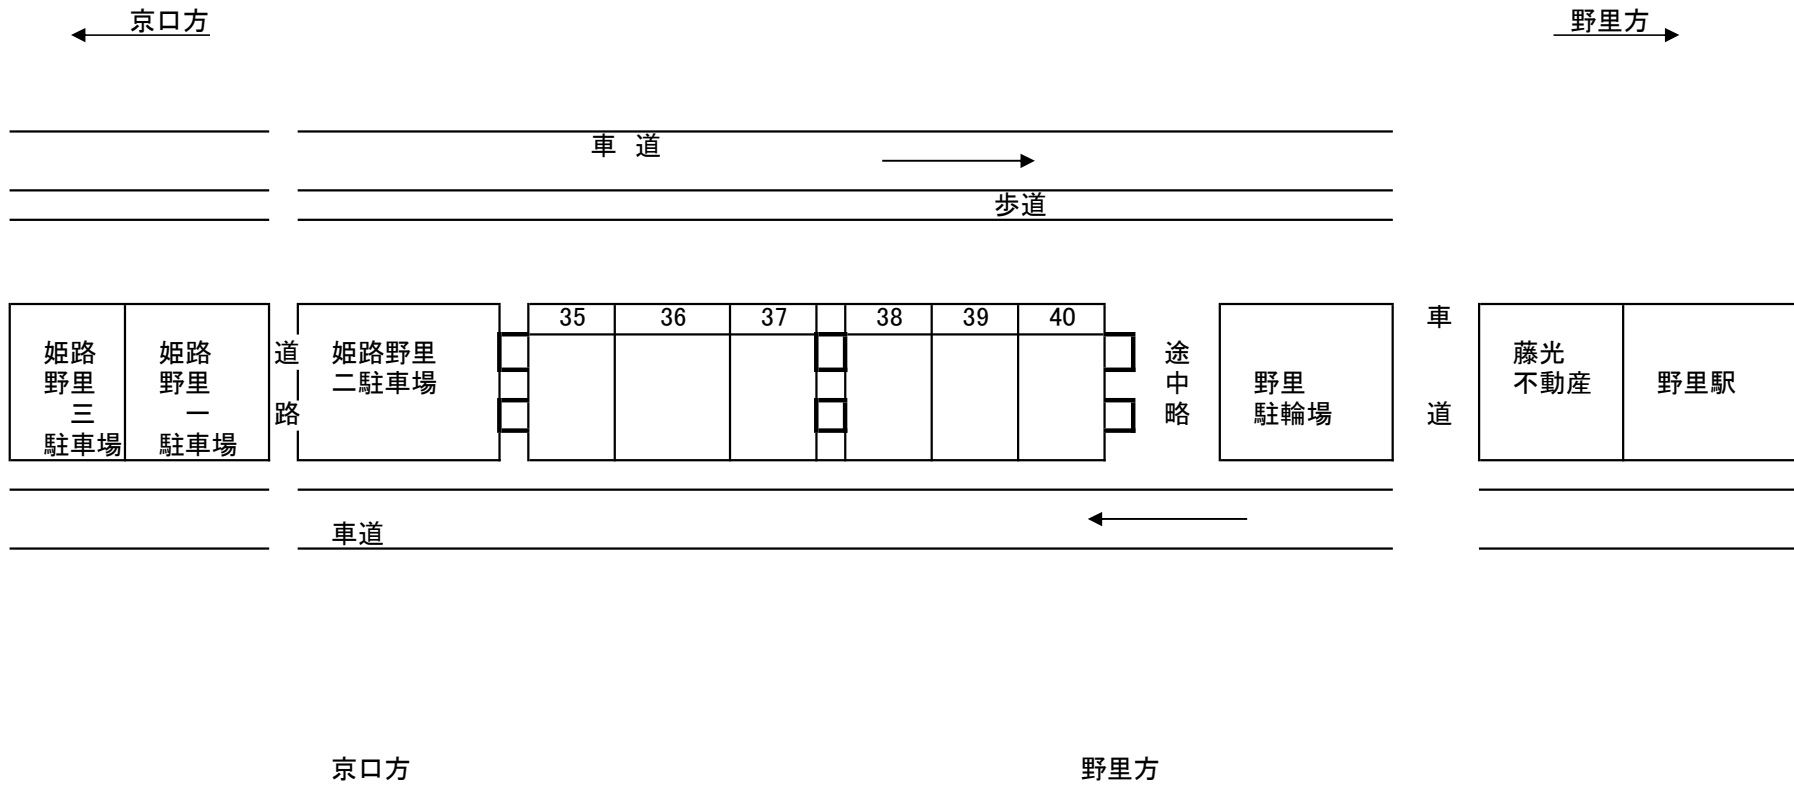 京口方
野里方
車 道
歩道
35 36 37 38 39 40
姫路
野里
三
駐車場
姫路
野里
一
駐車場
道
路
姫路野里
二駐車場
途
中
略
野里
駐輪場
車
道
藤光
不動産
野里駅
車道
京口方
野里方